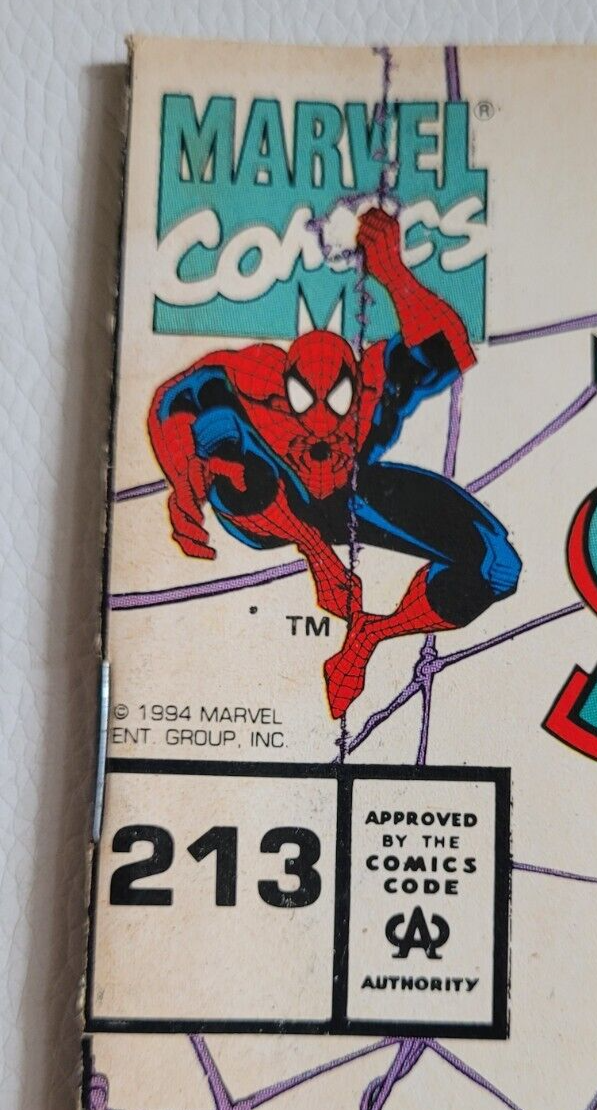 MARVEL®
COMICS
TM
© 1994 MARVEL
ENT. GROUP, INC.
213
APPROVED
BY THE
COMICS
CODE
CA
AUTHORITY